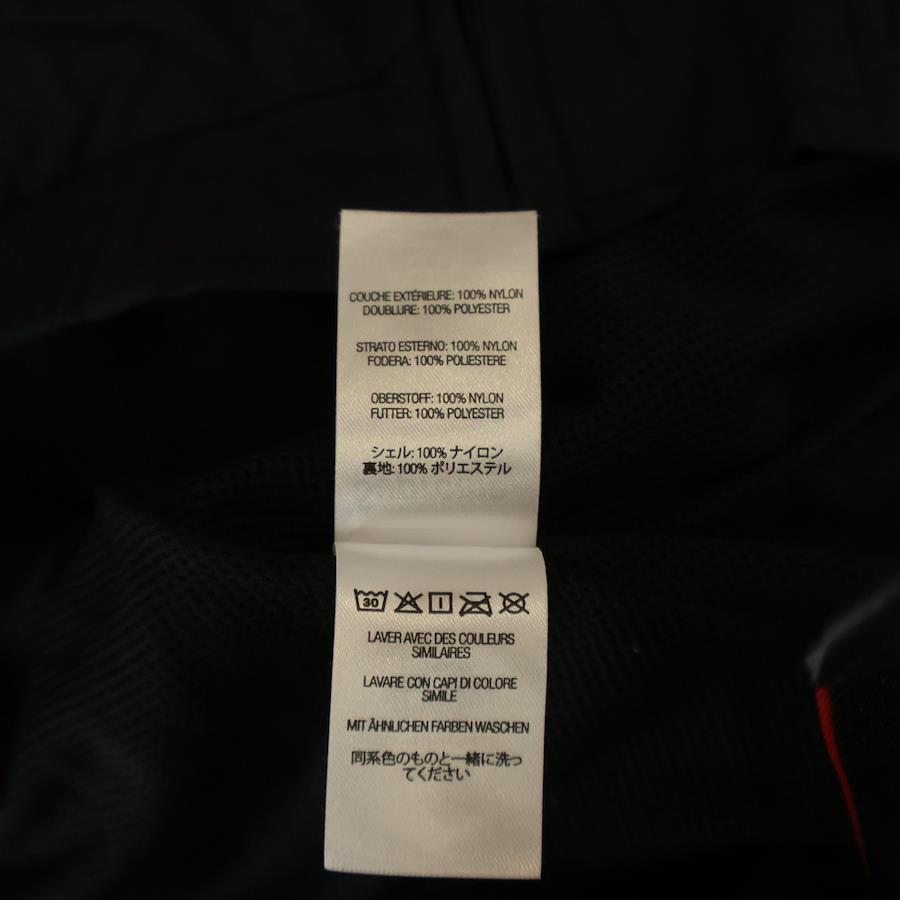 COUCHE EXTÉRIEURE: 100% NYLON
DOUBLURE: 100% POLYESTER
STRATO ESTERNO: 100% NYLON
FODERA: 100% POLIESTERE
OBERSTOFF: 100% NYLON
FUTTER: 100% POLYESTER
シェル: 100% ナイロン
裏地: 100% ポリエステル
30
LAVER AVEC DES COULEURS
SIMILAIRES
LAVARE CON CAPI DI COLORE
SIMILE
MIT ÄHNLICHEN FARBEN WASCHEN
同系色のものと一緒に洗っ
てください